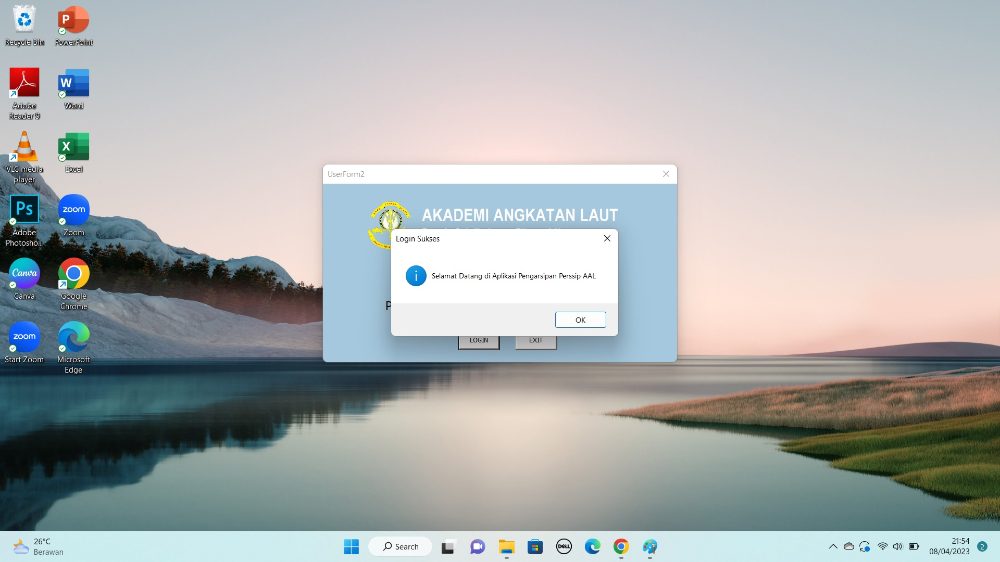 Recycle Bin
PowerPoint
Adobe
Reader 9
Word
VLC media
player
Excel
Adobe
Photosho...
Zoom
Canva
Google
Chrome
Start Zoom
Microsoft
Edge
UserForm2
AKADEMI ANGKATAN LAUT
Login Sukses
Selamat Datang di Aplikasi Pengarsipan Perssip AAL
P
OK
LOGIN
EXIT
26°C
Berawan
Search
21:54
08/04/2023
2
P
W
X
Ps
zoom
Canva
zoom
DELL